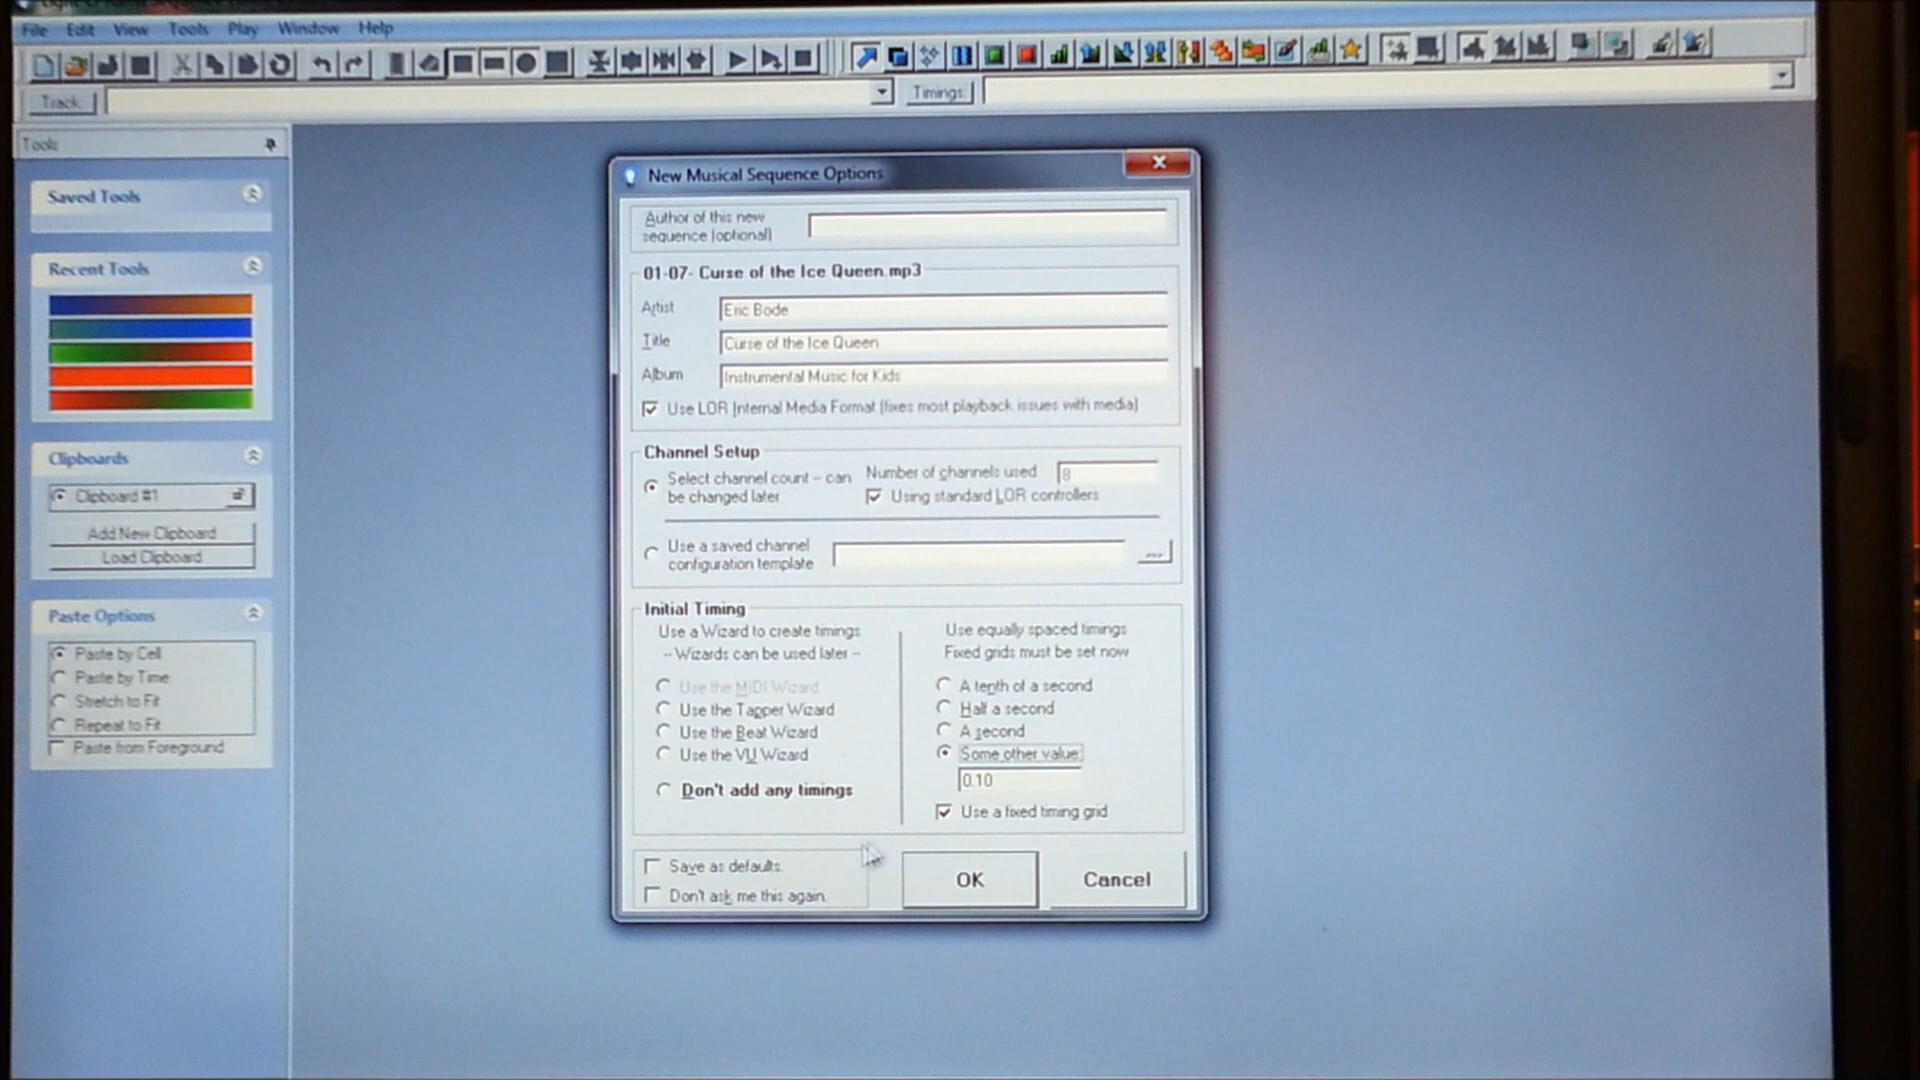 File Edit View Tools Play Window Help
Track
Timings:
Tools
Saved Tools
Recent Tools
Clipboards
Clipboard #1
Add New Clipboard
Load Clipboard
Paste Options
Paste by Cell
Paste by Time
Stretch to Fit
Repeat to Fit
Paste from Foreground
New Musical Sequence Options
Author of this new
sequence (optional)
01-07- Curse of the Ice Queen.mp3
Artist Eric Bode
Title Curse of the Ice Queen
Album Instrumental Music for Kids
Use LOR Internal Media Format (fixes most playback issues with media)
Channel Setup
Select channel count -- can
be changed later
Number of channels used 8
Using standard LOR controllers
Use a saved channel
configuration template
...
Initial Timing
Use a Wizard to create timings
-- Wizards can be used later --
Use the MIDI Wizard
Use the Tapper Wizard
Use the Beat Wizard
Use the VU Wizard
Don't add any timings
Use equally spaced timings
Fixed grids must be set now
A tenth of a second
Half a second
A second
Some other value:
0.10
Use a fixed timing grid
Save as defaults.
Don't ask me this again.
OK
Cancel